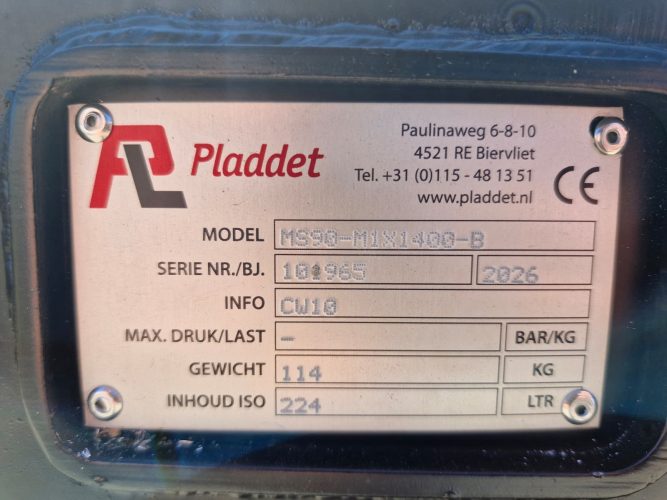 PL Pladdet
Paulinaweg 6-8-10
4521 RE Biervliet
Tel. +31 (0)115 - 48 13 51
www.pladdet.nl
CE
MODEL MS90-M1X1400-B
SERIE NR./BJ. 101965 2026
INFO CW10
MAX. DRUK/LAST - BAR/KG
GEWICHT 114 KG
INHOUD ISO 224 LTR